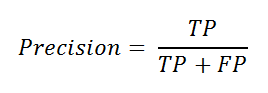 Precision = TP / TP + FP